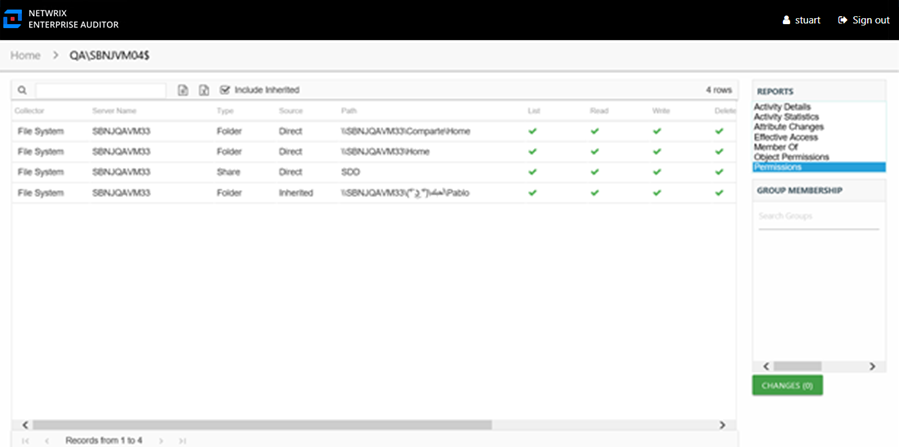 NETWRIX
ENTERPRISE AUDITOR
stuart
Sign out
Home > QA\SBNJVM04$
Include Inherited
4 rows
Collector Server Name Type Source Path List Read Write Delete
File System SBNJQAVM33 Folder Direct \\SBNJQAVM33\Comparte\Home
File System SBNJQAVM33 Folder Direct \\SBNJQAVM33\Home
File System SBNJQAVM33 Share Direct SDD
File System SBNJQAVM33 Folder Inherited
REPORTS
Activity Details
Activity Statistics
Attribute Changes
Effective Access
Member Of
Object Permissions
Permissions
GROUP MEMBERSHIP
Search Groups
CHANGES (0)
Records from 1 to 4